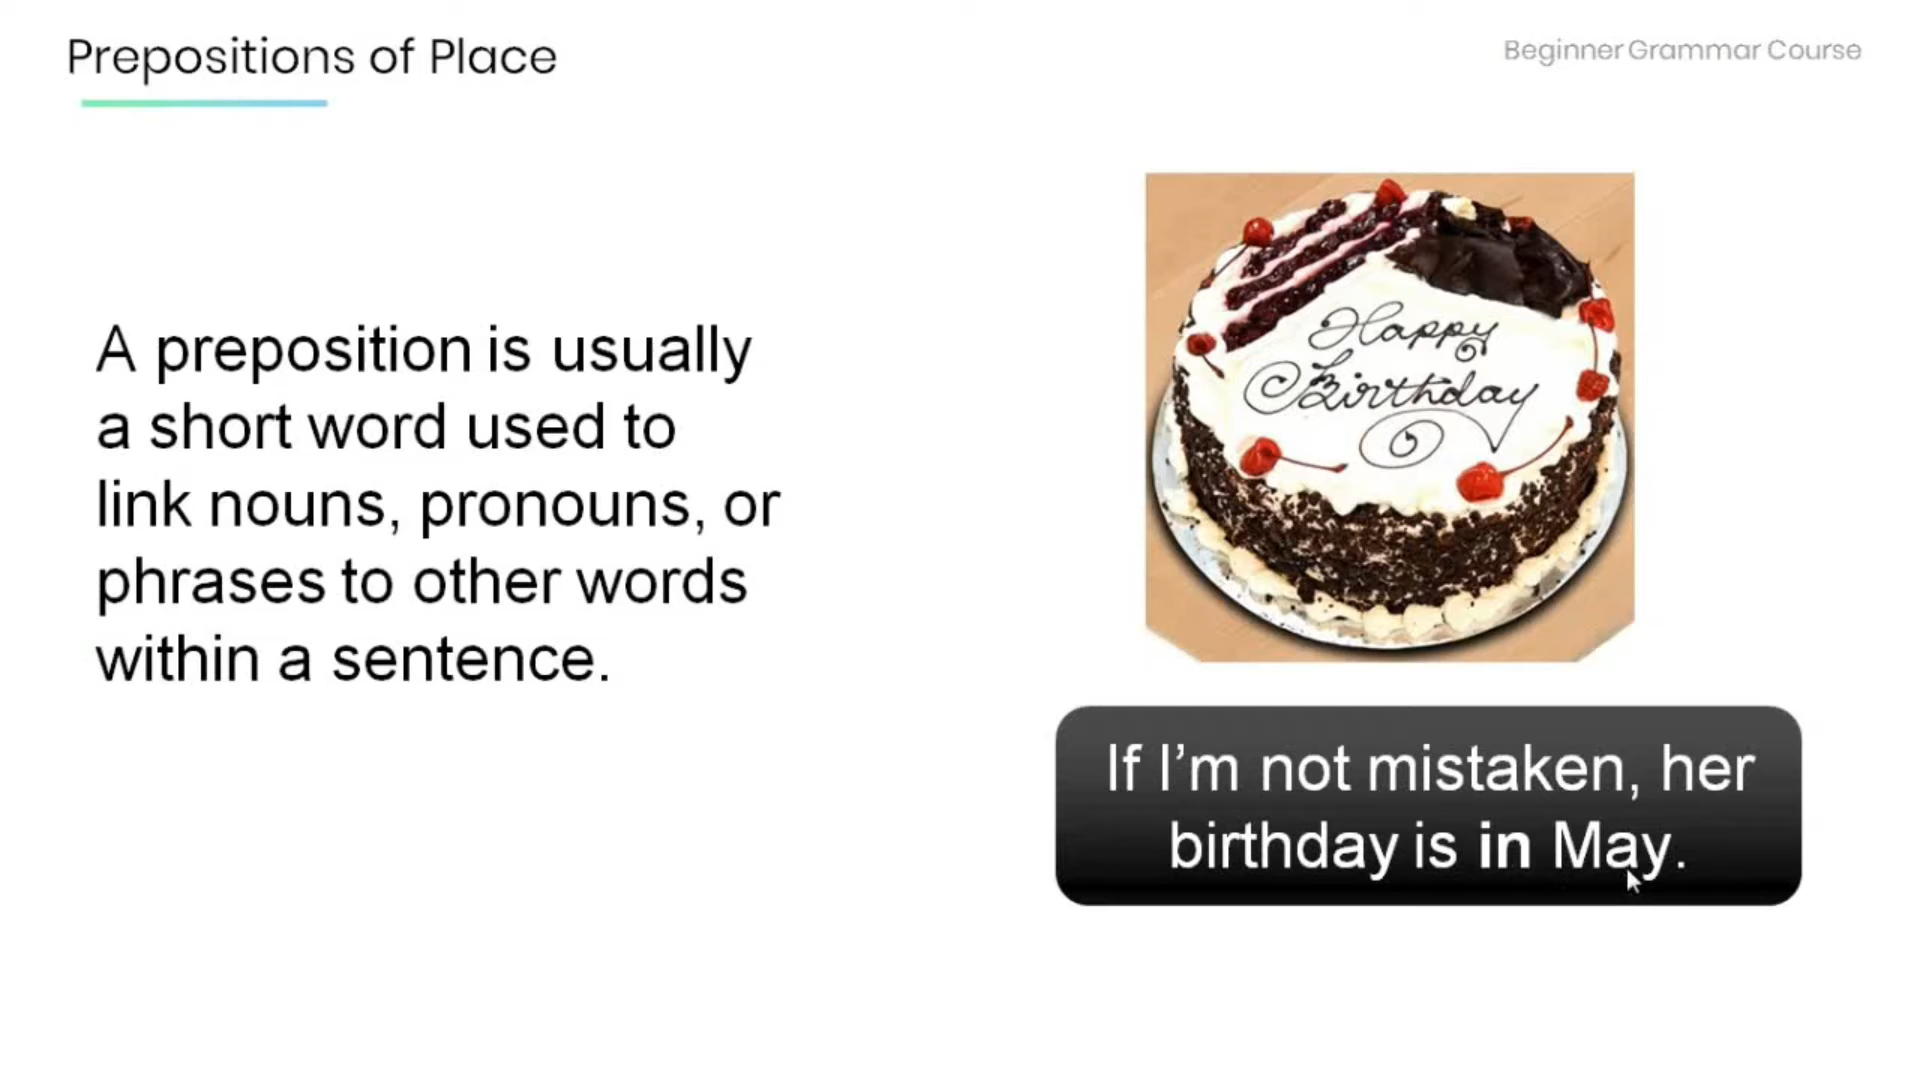 Prepositions of Place
Beginner Grammar Course
A preposition is usually
a short word used to
link nouns, pronouns, or
phrases to other words
within a sentence.
Happy
Birthday
If I’m not mistaken, her
birthday is in May.